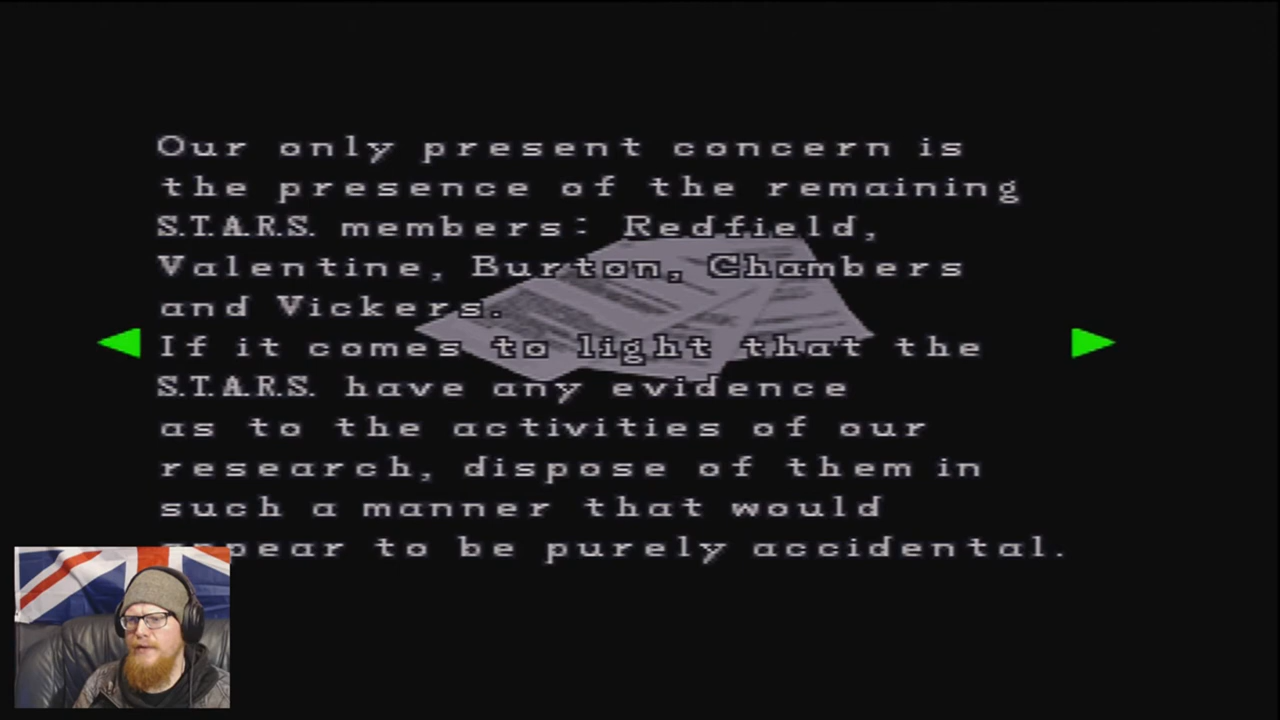 Our only present concern is
the presence of the remaining
S.T.A.R.S. members: Redfield,
Valentine, Burton, Chambers
and Vickers.
If it comes to light that the
S.T.A.R.S. have any evidence
as to the activities of our
research, dispose of them in
such a manner that would
appear to be purely accidental.